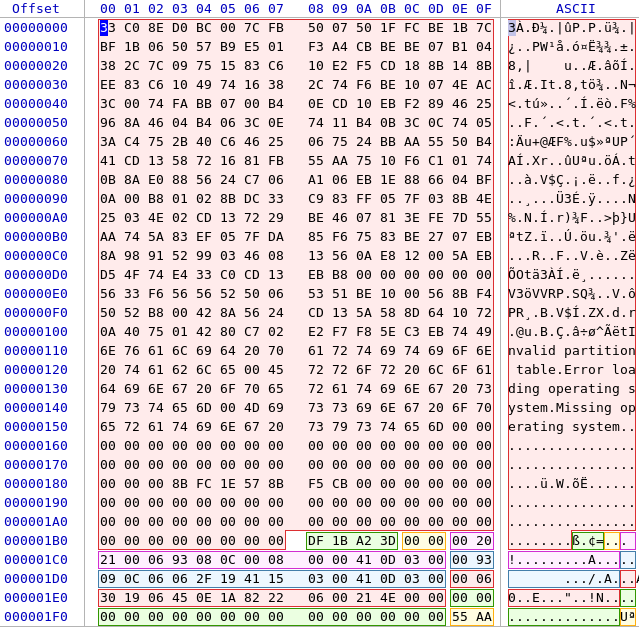 Offset 00 01 02 03 04 05 06 07 08 09 0A 0B 0C 0D 0E 0F ASCII
00000000 33 C0 8E D0 BC 00 7C FB 50 07 50 1F FC BE 1B 7C 3À.Ð¼.|ûP.P.ü¾.|
00000010 BF 1B 06 50 57 B9 E5 01 F3 A4 CB BE BE 07 B1 04 ¿..PW¹å.ó¤Ë¾¾.±.
00000020 38 2C 7C 09 75 15 83 C6 10 E2 F5 CD 18 8B 14 8B 8,| u..Æ.âõÍ.
00000030 EE 83 C6 10 49 74 16 38 2C 74 F6 BE 10 07 4E AC î.Æ.It.8,tö¾..N¬
00000040 3C 00 74 FA BB 07 00 B4 0E CD 10 EB F2 89 46 25 <.tú»..´.Í.ëò.F%
00000050 96 8A 46 04 B4 06 3C 0E 74 11 B4 0B 3C 0C 74 05 ..F.´.<.t.´.<.t.
00000060 3A C4 75 2B 40 C6 46 25 06 75 24 BB AA 55 50 B4 :Äu+@ÆF%.u$»ªUP´
00000070 41 CD 13 58 72 16 81 FB 55 AA 75 10 F6 C1 01 74 AÍ.Xr..ûUªu.öÁ.t
00000080 0B 8A E0 88 56 24 C7 06 A1 06 EB 1E 88 66 04 BF ..à.V$Ç.¡.ë..f.¿
00000090 0A 00 B8 01 02 8B DC 33 C9 83 FF 05 7F 03 8B 4E ..¸...Ü3É.ÿ....N
000000A0 25 03 4E 02 CD 13 72 29 BE 46 07 81 3E FE 7D 55 %.N.Í.r)¾F..>þ}U
000000B0 AA 74 5A 83 EF 05 7F DA 85 F6 75 83 BE 27 07 EB ªtZ.ï..Ú.öu.¾'.ë
000000C0 8A 98 91 52 99 03 46 08 13 56 0A E8 12 00 5A EB ...R..F..V.è..Zë
000000D0 D5 4F 74 E4 33 C0 CD 13 EB B8 00 00 00 00 00 00 ÕOtä3ÀÍ.ë¸......
000000E0 56 33 F6 56 56 52 50 06 53 51 BE 10 00 56 8B F4 V3öVVRP.SQ¾..V.ô
000000F0 50 52 B8 00 42 8A 56 24 CD 13 5A 58 8D 64 10 72 PR¸.B.V$Í.ZX.d.r
00000100 0A 40 75 01 42 80 C7 02 E2 F7 F8 5E C3 EB 74 49 .@u.B.Ç.â÷ø^ÃëtI
00000110 6E 76 61 6C 69 64 20 70 61 72 74 69 74 69 6F 6E nvalid partition
00000120 20 74 61 62 6C 65 00 45 72 72 6F 72 20 6C 6F 61 table.Error loa
00000130 64 69 6E 67 20 6F 70 65 72 61 74 69 6E 67 20 73 ding operating s
00000140 79 73 74 65 6D 00 4D 69 73 73 69 6E 67 20 6F 70 ystem.Missing op
00000150 65 72 61 74 69 6E 67 20 73 79 73 74 65 6D 00 00 erating system..
00000160 00 00 00 00 00 00 00 00 00 00 00 00 00 00 00 00 ................
00000170 00 00 00 00 00 00 00 00 00 00 00 00 00 00 00 00 ................
00000180 00 00 00 8B FC 1E 57 8B F5 CB 00 00 00 00 00 00 ....ü.W.õË......
00000190 00 00 00 00 00 00 00 00 00 00 00 00 00 00 00 00 ................
000001A0 00 00 00 00 00 00 00 00 00 00 00 00 00 00 00 00 ................
000001B0 00 00 00 00 00 00 00 00 DF 1B A2 3D 00 00 00 20 ........ß.¢=...
000001C0 21 00 06 93 08 0C 00 08 00 00 41 0D 03 00 00 93 !.........A.....
000001D0 09 0C 06 06 2F 19 41 15 03 00 41 0D 03 00 00 06 .../.A...A
000001E0 30 19 06 45 0E 1A 82 22 06 00 21 4E 00 00 00 00 0..E..."..!N....
000001F0 00 00 00 00 00 00 00 00 00 00 00 00 00 00 55 AA ..............Uª